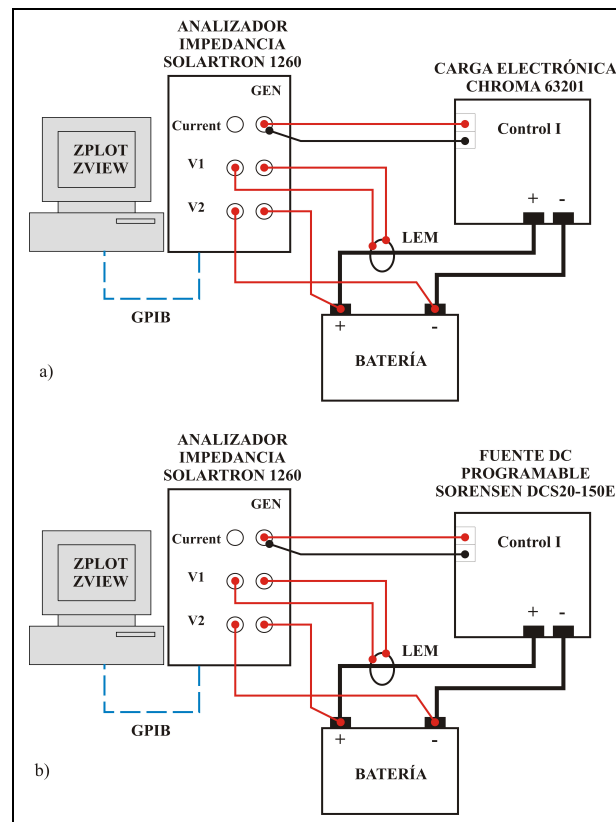 ANALIZADOR
IMPEDANCIA
SOLARTRON 1260
GEN
Current
V1
V2
ZPLOT
ZVIEW
GPIB
CARGA ELECTRÓNICA
CHROMA 63201
Control I
+ -
LEM
+ -
BATERÍA
a)
ANALIZADOR
IMPEDANCIA
SOLARTRON 1260
GEN
Current
V1
V2
ZPLOT
ZVIEW
GPIB
FUENTE DC
PROGRAMABLE
SORENSEN DCS20-150E
Control I
+ -
LEM
+ -
BATERÍA
b)